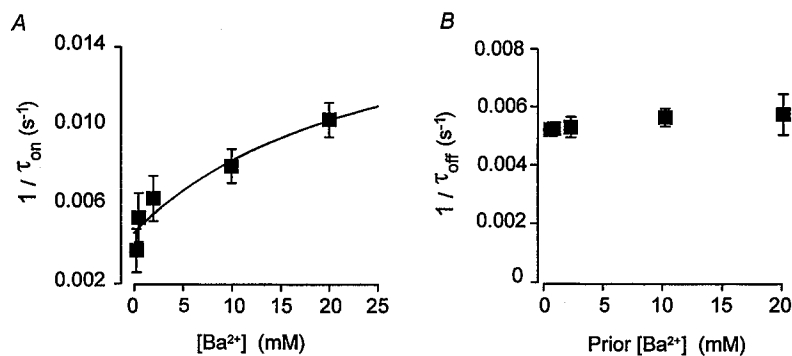 A
0.014
0.010
0.006
0.002
1 / τon (s⁻¹)
0 5 10 15 20 25
[Ba²⁺] (mM)
B
0.008
0.006
0.004
0.002
0
1 / τoff (s⁻¹)
0 5 10 15 20
Prior [Ba²⁺] (mM)